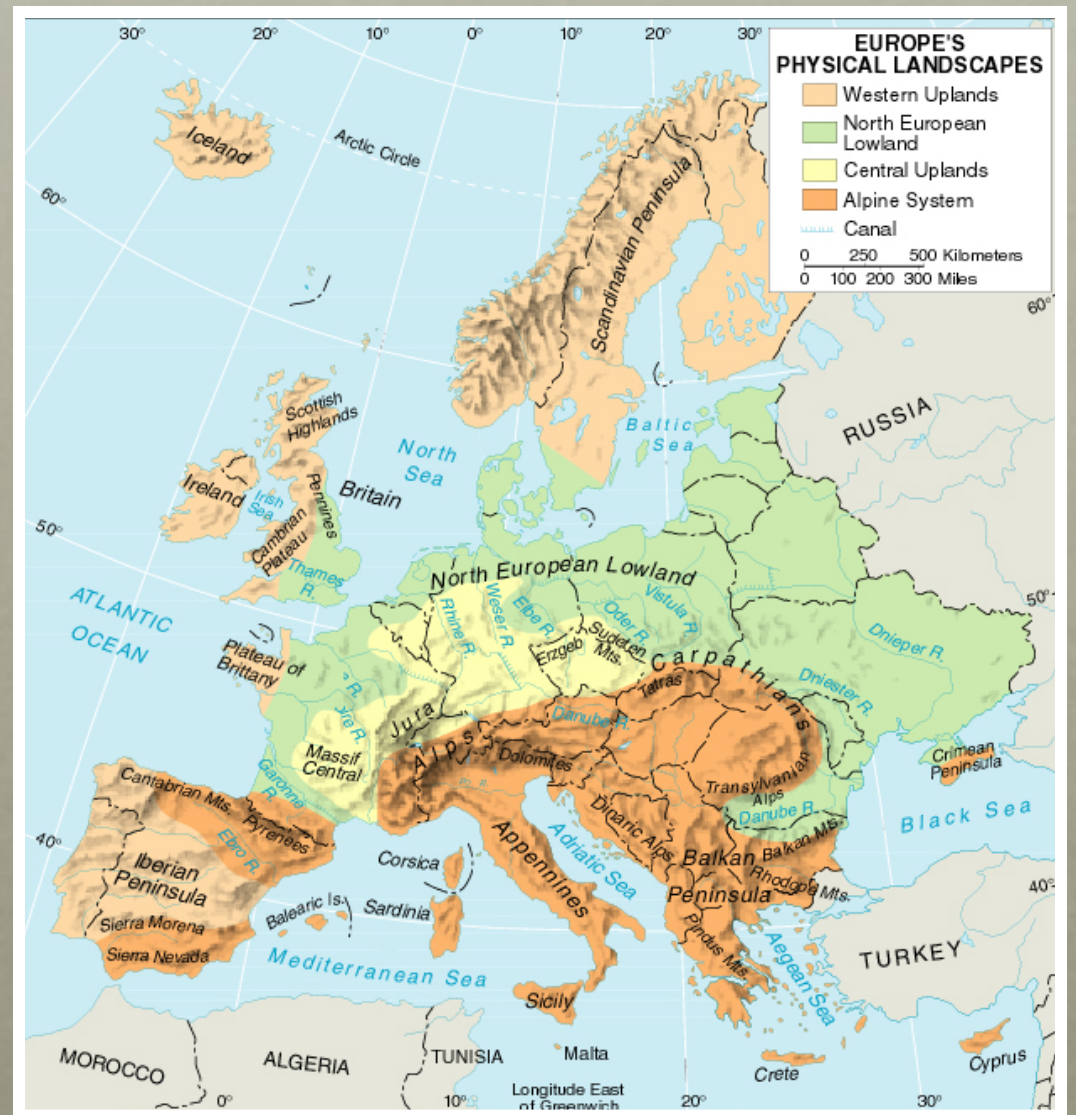 30°
20°
10°
0°
10°
20°
30°
EUROPE'S
PHYSICAL LANDSCAPES
Western Uplands
North European
Lowland
Central Uplands
Alpine System
Canal
0 250 500 Kilometers
0 100 200 300 Miles
Iceland
Arctic Circle
60°
60°
Scandinavian Peninsula
RUSSIA
Scottish
Highlands
North
Sea
Baltic
Sea
Ireland
Irish
Sea
Pennines
Britain
Cambrian
Plateau
Thames
R.
50°
50°
North European Lowland
ATLANTIC
OCEAN
Rhine R.
Weser R.
Elbe R.
Oder R.
Vistula R.
Dnieper R.
Plateau of
Brittany
Erzgeb
Sudeten
Mts.
Carpathians
Tatras
Dniester R.
R.
R.
Jura
Danube R.
Massif
Central
Alps
Dolomites
Transylvanian
Alps
Danube R.
Crimean
Peninsula
Garonne
R.
Cantabrian Mts.
Pyrenees
Ebro R.
Dinaric Alps
Balkan Mts.
Black Sea
40°
40°
Iberian
Peninsula
Corsica
Appennines
Adriatic Sea
Balkan
Peninsula
Rhodope Mts.
Balearic Is.
Sardinia
Sierra Morena
Sierra Nevada
Pindus Mts.
Aegean Sea
TURKEY
Mediterranean Sea
Sicily
MOROCCO
ALGERIA
TUNISIA
Malta
Crete
Cyprus
0°
10°
Longitude East
of Greenwich
20°
30°